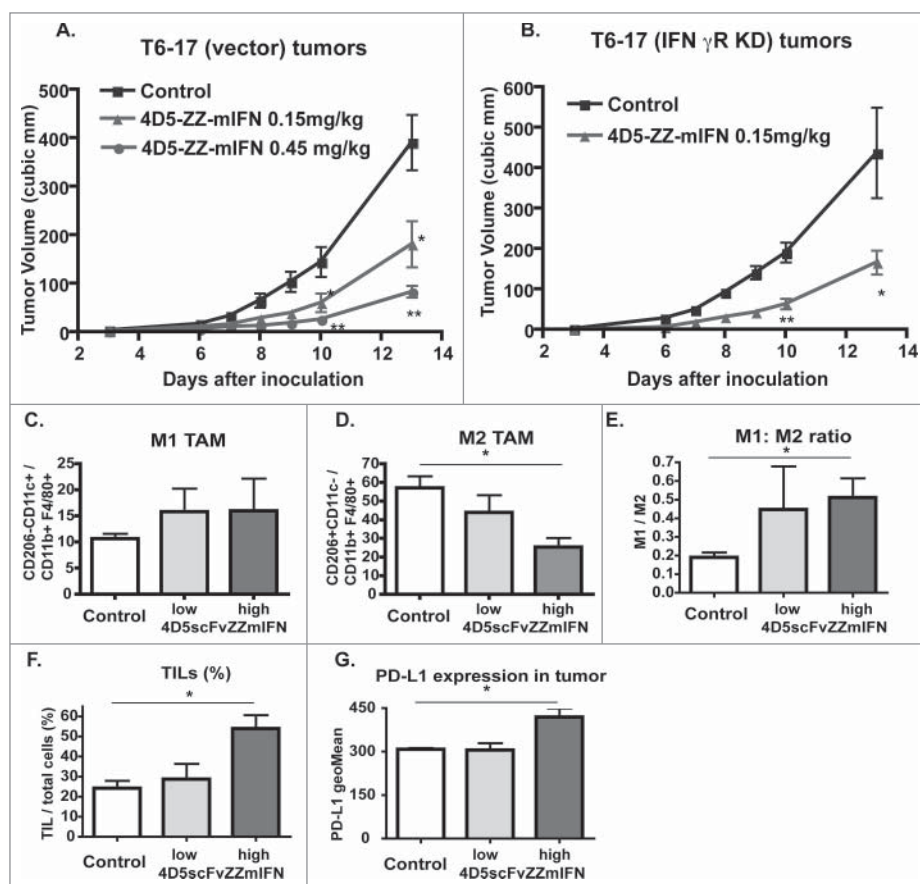 A.
T6-17 (vector) tumors
Tumor Volume (cubic mm)
500
400
300
200
100
0
Control
4D5-ZZ-mIFN 0.15mg/kg
4D5-ZZ-mIFN 0.45 mg/kg
*
*
**
**
2 4 6 8 10 12 14
Days after inoculation
B.
T6-17 (IFN γR KD) tumors
Tumor Volume (cubic mm)
600
500
400
300
200
100
0
Control
4D5-ZZ-mIFN 0.15mg/kg
**
*
2 4 6 8 10 12 14
Days after inoculation
C.
M1 TAM
CD206-CD11c+ /
CD11b+ F4/80+
25
20
15
10
5
0
Control low high
4D5scFvZZmIFN
D.
M2 TAM
*
CD206+CD11c- /
CD11b+ F4/80+
70
60
50
40
30
20
10
0
Control low high
4D5scFvZZmIFN
E.
M1: M2 ratio
*
M1 / M2
0.7
0.6
0.5
0.4
0.3
0.2
0.1
0.0
Control low high
4D5scFvZZmIFN
F.
TILs (%)
*
TIL / total cells (%)
60
50
40
30
20
10
0
Control low high
4D5scFvZZmIFN
G.
PD-L1 expression in tumor
*
PD-L1 geoMean
450
300
150
0
Control low high
4D5scFvZZmIFN